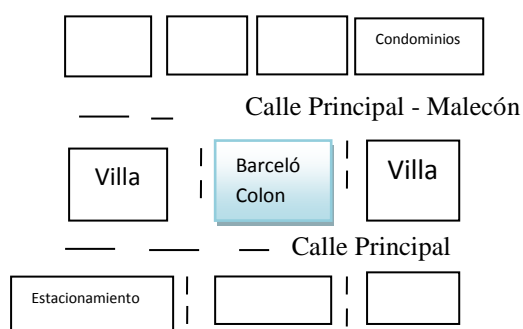 Condominios
Calle Principal - Malecón
Villa
Barceló
Colon
Villa
Calle Principal
Estacionamiento